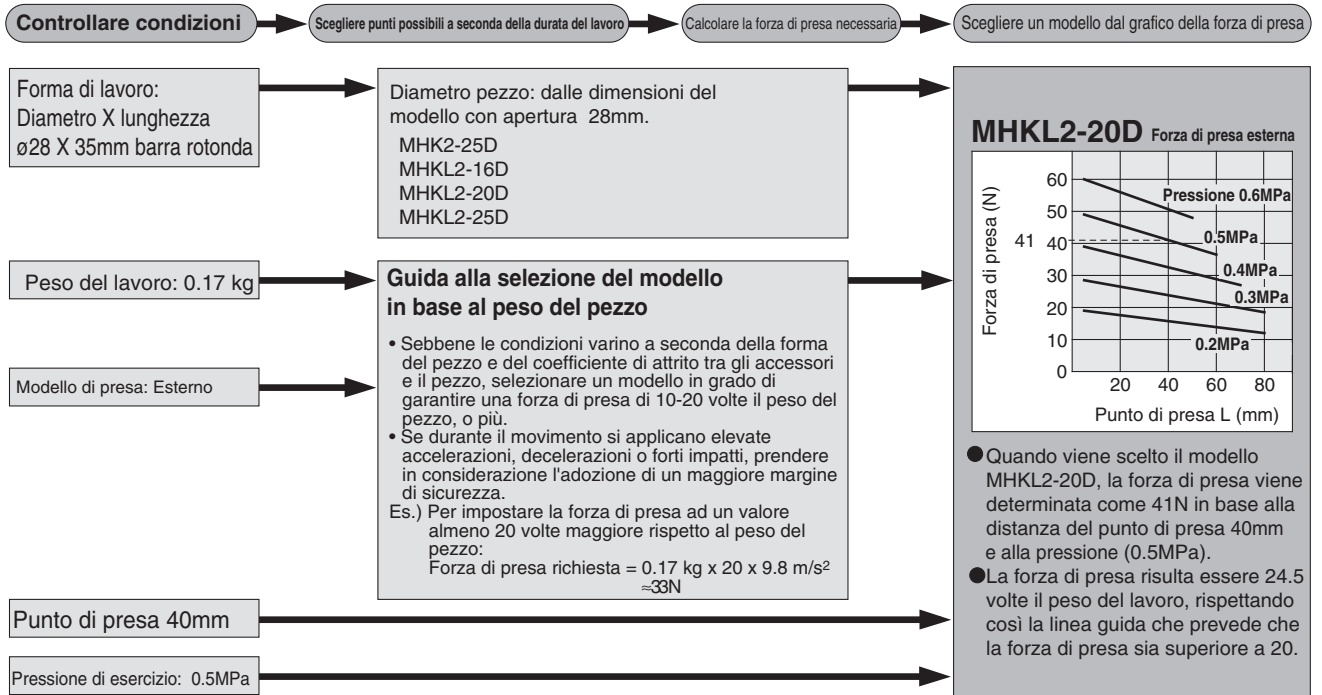 Controllare condizioni
Scegliere punti possibili a seconda della durata del lavoro
Calcolare la forza di presa necessaria
Scegliere un modello dal grafico della forza di presa
Forma di lavoro:
Diametro X lunghezza
ø28 X 35mm barra rotonda
Diametro pezzo: dalle dimensioni del
modello con apertura 28mm.
MHK2-25D
MHKL2-16D
MHKL2-20D
MHKL2-25D
Peso del lavoro: 0.17 kg
Modello di presa: Esterno
Guida alla selezione del modello
in base al peso del pezzo
• Sebbene le condizioni varino a seconda della forma
del pezzo e del coefficiente di attrito tra gli accessori
e il pezzo, selezionare un modello in grado di
garantire una forza di presa di 10-20 volte il peso del
pezzo, o più.
• Se durante il movimento si applicano elevate
accelerazioni, decelerazioni o forti impatti, prendere
in considerazione l'adozione di un maggiore margine
di sicurezza.
Es.) Per impostare la forza di presa ad un valore
almeno 20 volte maggiore rispetto al peso del
pezzo:
Forza di presa richiesta = 0.17 kg x 20 x 9.8 m/s²
≈33N
Punto di presa 40mm
Pressione di esercizio: 0.5MPa
MHKL2-20D Forza di presa esterna
Forza di presa (N)
60
50
41
40
30
20
10
0
Pressione 0.6MPa
0.5MPa
0.4MPa
0.3MPa
0.2MPa
20 40 60 80
Punto di presa L (mm)
● Quando viene scelto il modello
MHKL2-20D, la forza di presa viene
determinata come 41N in base alla
distanza del punto di presa 40mm
e alla pressione (0.5MPa).
● La forza di presa risulta essere 24.5
volte il peso del lavoro, rispettando
così la linea guida che prevede che
la forza di presa sia superiore a 20.